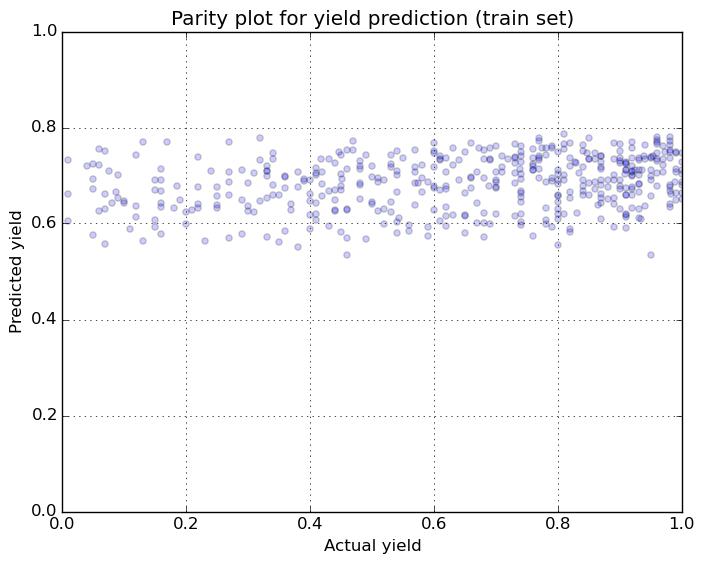 Parity plot for yield prediction (train set)
1.0
0.8
0.6
0.4
0.2
0.0
Predicted yield
0.0 0.2 0.4 0.6 0.8 1.0
Actual yield